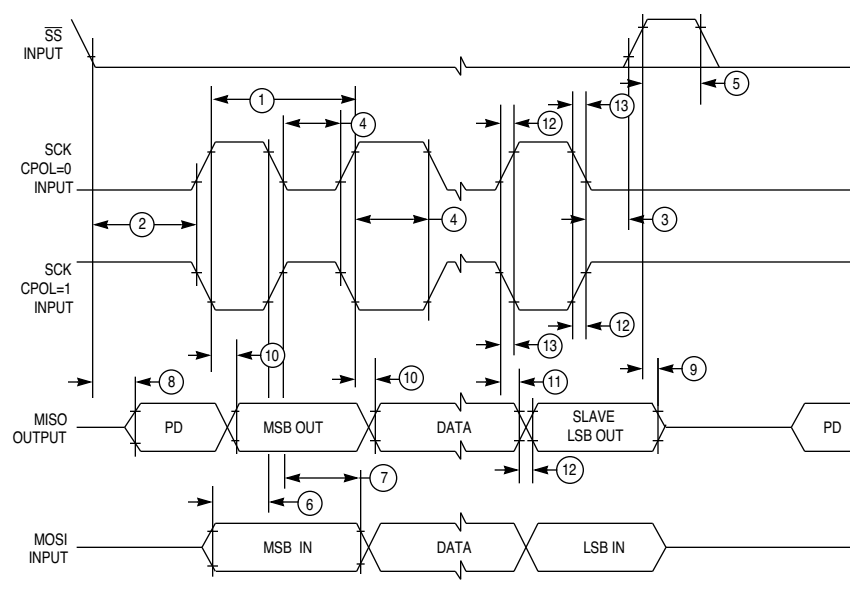 SS
INPUT
5
1
13
4
12
SCK
CPOL=0
INPUT
2
4
3
SCK
CPOL=1
INPUT
12
13
10
8
10
11
9
MISO
OUTPUT
PD
MSB OUT
DATA
SLAVE
LSB OUT
PD
7
12
6
MOSI
INPUT
MSB IN
DATA
LSB IN